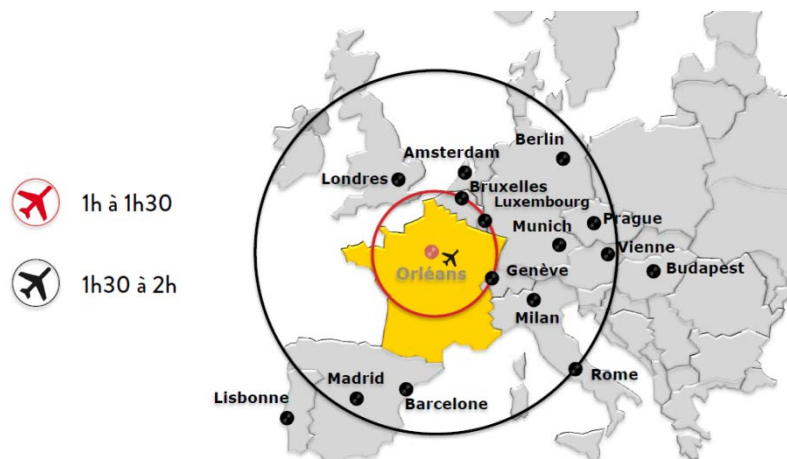 1h à 1h30
1h30 à 2h
Berlin
Amsterdam
Londres
Bruxelles
Luxembourg
Munich
Prague
Vienne
Orléans
Genève
Budapest
Milan
Madrid
Rome
Lisbonne
Barcelone